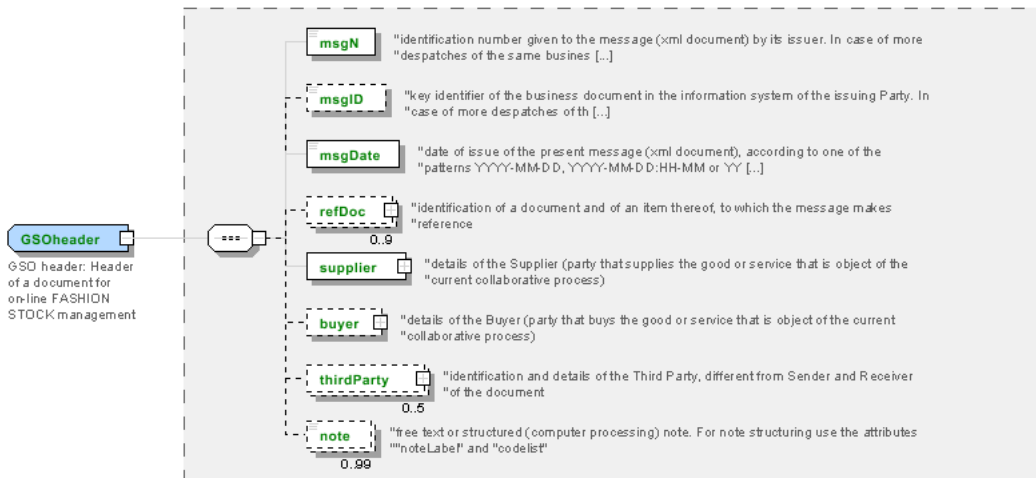 msgN
"identification number given to the message (xml document) by its issuer. In case of more
"despatches of the same busines [...]
msgID
"key identifier of the business document in the information system of the issuing Party. In
"case of more despatches of th [...]
msgDate
"date of issue of the present message (xml document), according to one of the
"patterns YYYY-MM-DD, YYYY-MM-DD:HH-MM or YY [...]
refDoc
"identification of a document and of an item thereof, to which the message makes
"reference
0..9
GSOheader
GSO header: Header
of a document for
on-line FASHION
STOCK management
supplier
"details of the Supplier (party that supplies the good or service that is object of the
"current collaborative process)
buyer
"details of the Buyer (party that buys the good or service that is object of the current
"collaborative process)
thirdParty
"identification and details of the Third Party, different from Sender and Receiver
"of the document
0..5
note
"free text or structured (computer processing) note. For note structuring use the attributes
""noteLabel" and "codelist"
0..99